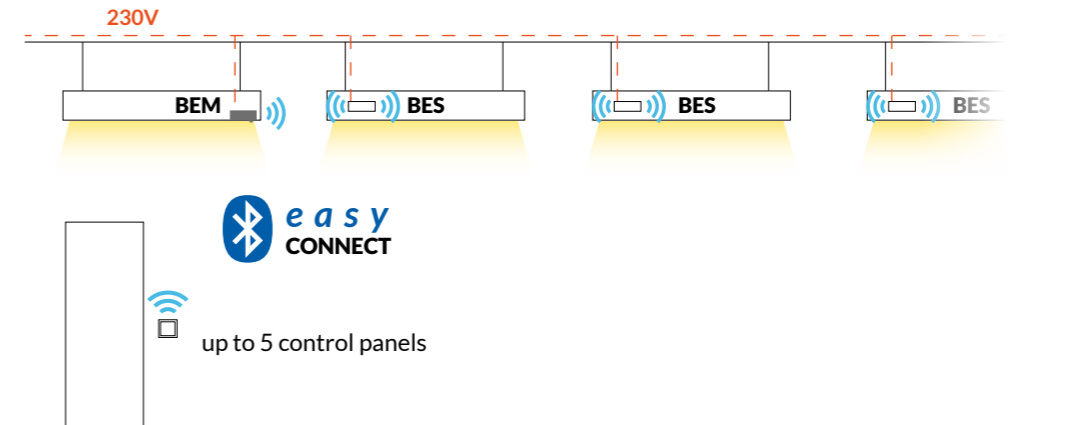 230V
BEM
BES
BES
BES
easy
CONNECT
up to 5 control panels